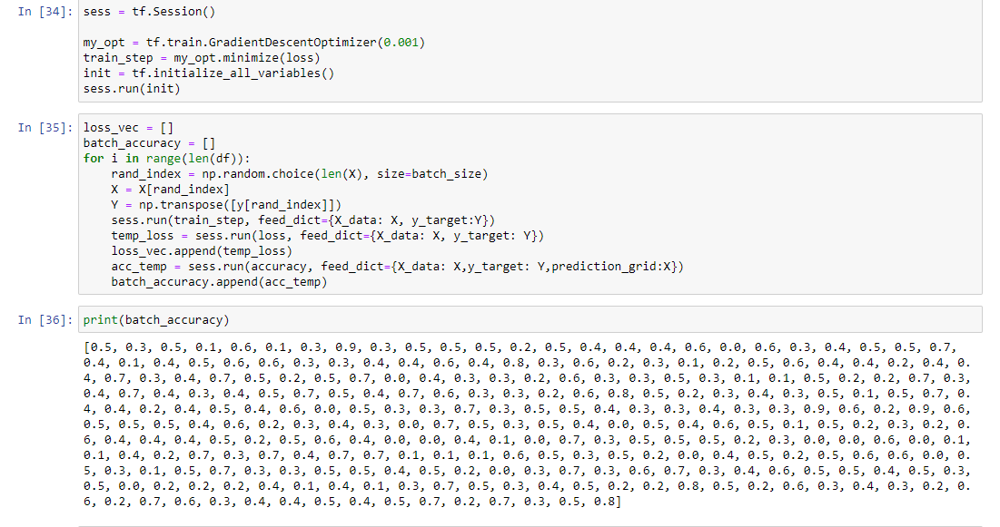 In [34]: sess = tf.Session()
my_opt = tf.train.GradientDescentOptimizer(0.001)
train_step = my_opt.minimize(loss)
init = tf.initialize_all_variables()
sess.run(init)
In [35]: loss_vec = []
batch_accuracy = []
for i in range(len(df)):
    rand_index = np.random.choice(len(X), size=batch_size)
    X = X[rand_index]
    Y = np.transpose([y[rand_index]])
    sess.run(train_step, feed_dict={X_data: X, y_target:Y})
    temp_loss = sess.run(loss, feed_dict={X_data: X, y_target: Y})
    loss_vec.append(temp_loss)
    acc_temp = sess.run(accuracy, feed_dict={X_data: X,y_target: Y,prediction_grid:X})
    batch_accuracy.append(acc_temp)
In [36]: print(batch_accuracy)
[0.5, 0.3, 0.5, 0.1, 0.6, 0.1, 0.3, 0.9, 0.3, 0.5, 0.5, 0.5, 0.2, 0.5, 0.4, 0.4, 0.4, 0.6, 0.0, 0.6, 0.3, 0.4, 0.5, 0.5, 0.7,
0.4, 0.1, 0.4, 0.5, 0.6, 0.6, 0.3, 0.3, 0.4, 0.4, 0.6, 0.4, 0.8, 0.3, 0.6, 0.2, 0.3, 0.1, 0.2, 0.5, 0.6, 0.4, 0.4, 0.2, 0.4, 0.
4, 0.7, 0.3, 0.4, 0.7, 0.5, 0.2, 0.5, 0.7, 0.0, 0.4, 0.3, 0.3, 0.2, 0.6, 0.3, 0.3, 0.5, 0.3, 0.1, 0.1, 0.5, 0.2, 0.2, 0.7, 0.3,
0.4, 0.7, 0.4, 0.3, 0.4, 0.5, 0.7, 0.5, 0.4, 0.7, 0.6, 0.3, 0.3, 0.2, 0.6, 0.8, 0.5, 0.2, 0.3, 0.4, 0.3, 0.5, 0.1, 0.5, 0.7, 0.
4, 0.4, 0.2, 0.4, 0.5, 0.4, 0.6, 0.0, 0.5, 0.3, 0.3, 0.7, 0.3, 0.5, 0.5, 0.4, 0.3, 0.3, 0.4, 0.3, 0.3, 0.9, 0.6, 0.2, 0.9, 0.6,
0.5, 0.5, 0.5, 0.4, 0.6, 0.2, 0.3, 0.4, 0.3, 0.0, 0.7, 0.5, 0.3, 0.5, 0.4, 0.0, 0.5, 0.4, 0.6, 0.5, 0.1, 0.5, 0.2, 0.3, 0.2, 0.
6, 0.4, 0.4, 0.4, 0.5, 0.2, 0.5, 0.6, 0.4, 0.0, 0.0, 0.4, 0.1, 0.0, 0.7, 0.3, 0.5, 0.5, 0.5, 0.2, 0.3, 0.0, 0.0, 0.6, 0.0, 0.1,
0.1, 0.4, 0.2, 0.7, 0.3, 0.7, 0.4, 0.7, 0.7, 0.1, 0.1, 0.1, 0.6, 0.5, 0.3, 0.5, 0.2, 0.0, 0.4, 0.5, 0.2, 0.5, 0.6, 0.6, 0.0, 0.
5, 0.3, 0.1, 0.5, 0.7, 0.3, 0.3, 0.5, 0.5, 0.4, 0.5, 0.2, 0.0, 0.3, 0.7, 0.3, 0.6, 0.7, 0.3, 0.4, 0.6, 0.5, 0.5, 0.4, 0.5, 0.3,
0.5, 0.0, 0.2, 0.2, 0.2, 0.4, 0.1, 0.4, 0.1, 0.3, 0.7, 0.5, 0.3, 0.4, 0.5, 0.2, 0.2, 0.8, 0.5, 0.2, 0.6, 0.3, 0.4, 0.3, 0.2, 0.
6, 0.2, 0.7, 0.6, 0.3, 0.4, 0.4, 0.5, 0.4, 0.5, 0.7, 0.2, 0.7, 0.3, 0.5, 0.8]